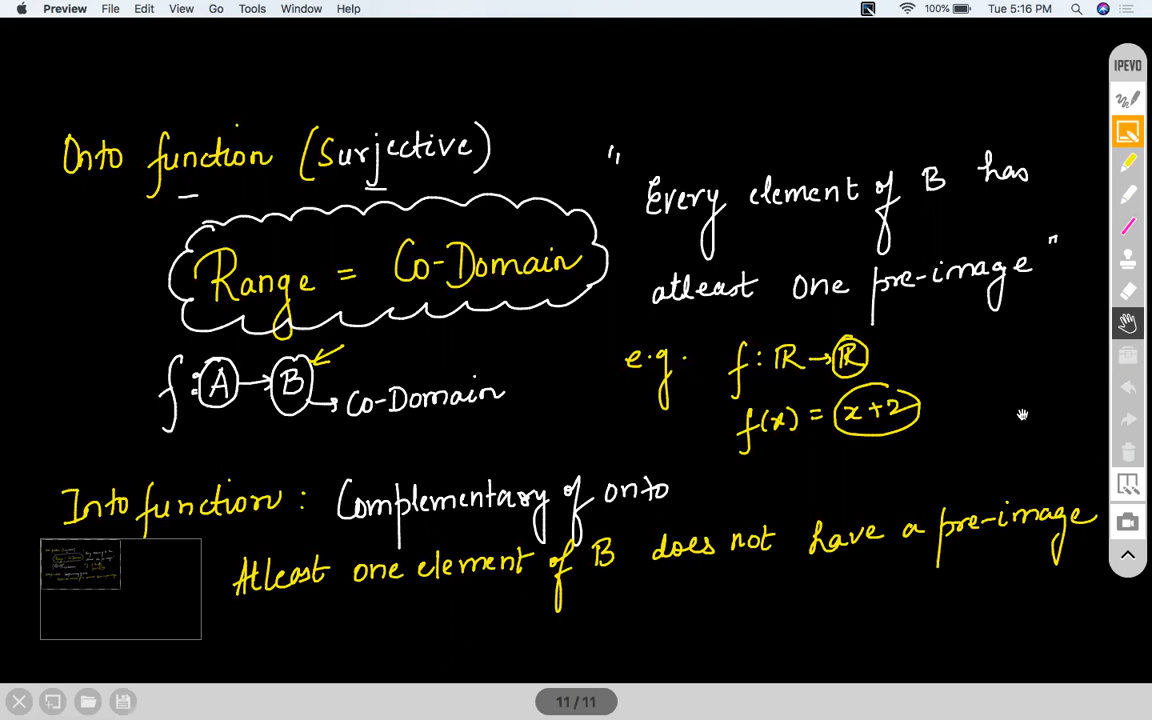 Preview File Edit View Go Tools Window Help 100% Tue 5:16 PM
IPEVO
Onto function (Surjective)
" Every element of B has
atleast one pre-image "
Range = Co-Domain
f : A → B → Co-Domain
e.g. f : ℝ → ℝ
f(x) = x+2
Into function : Complementary of onto
Atleast one element of B does not have a pre-image
11 / 11